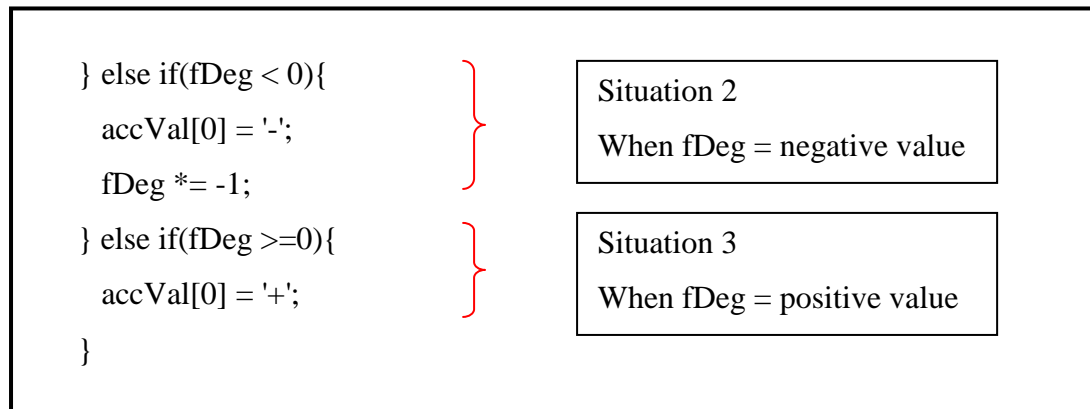 } else if(fDeg < 0){
accVal[0] = '-';
fDeg *= -1;
} else if(fDeg >=0){
accVal[0] = '+';
}
Situation 2
When fDeg = negative value
Situation 3
When fDeg = positive value